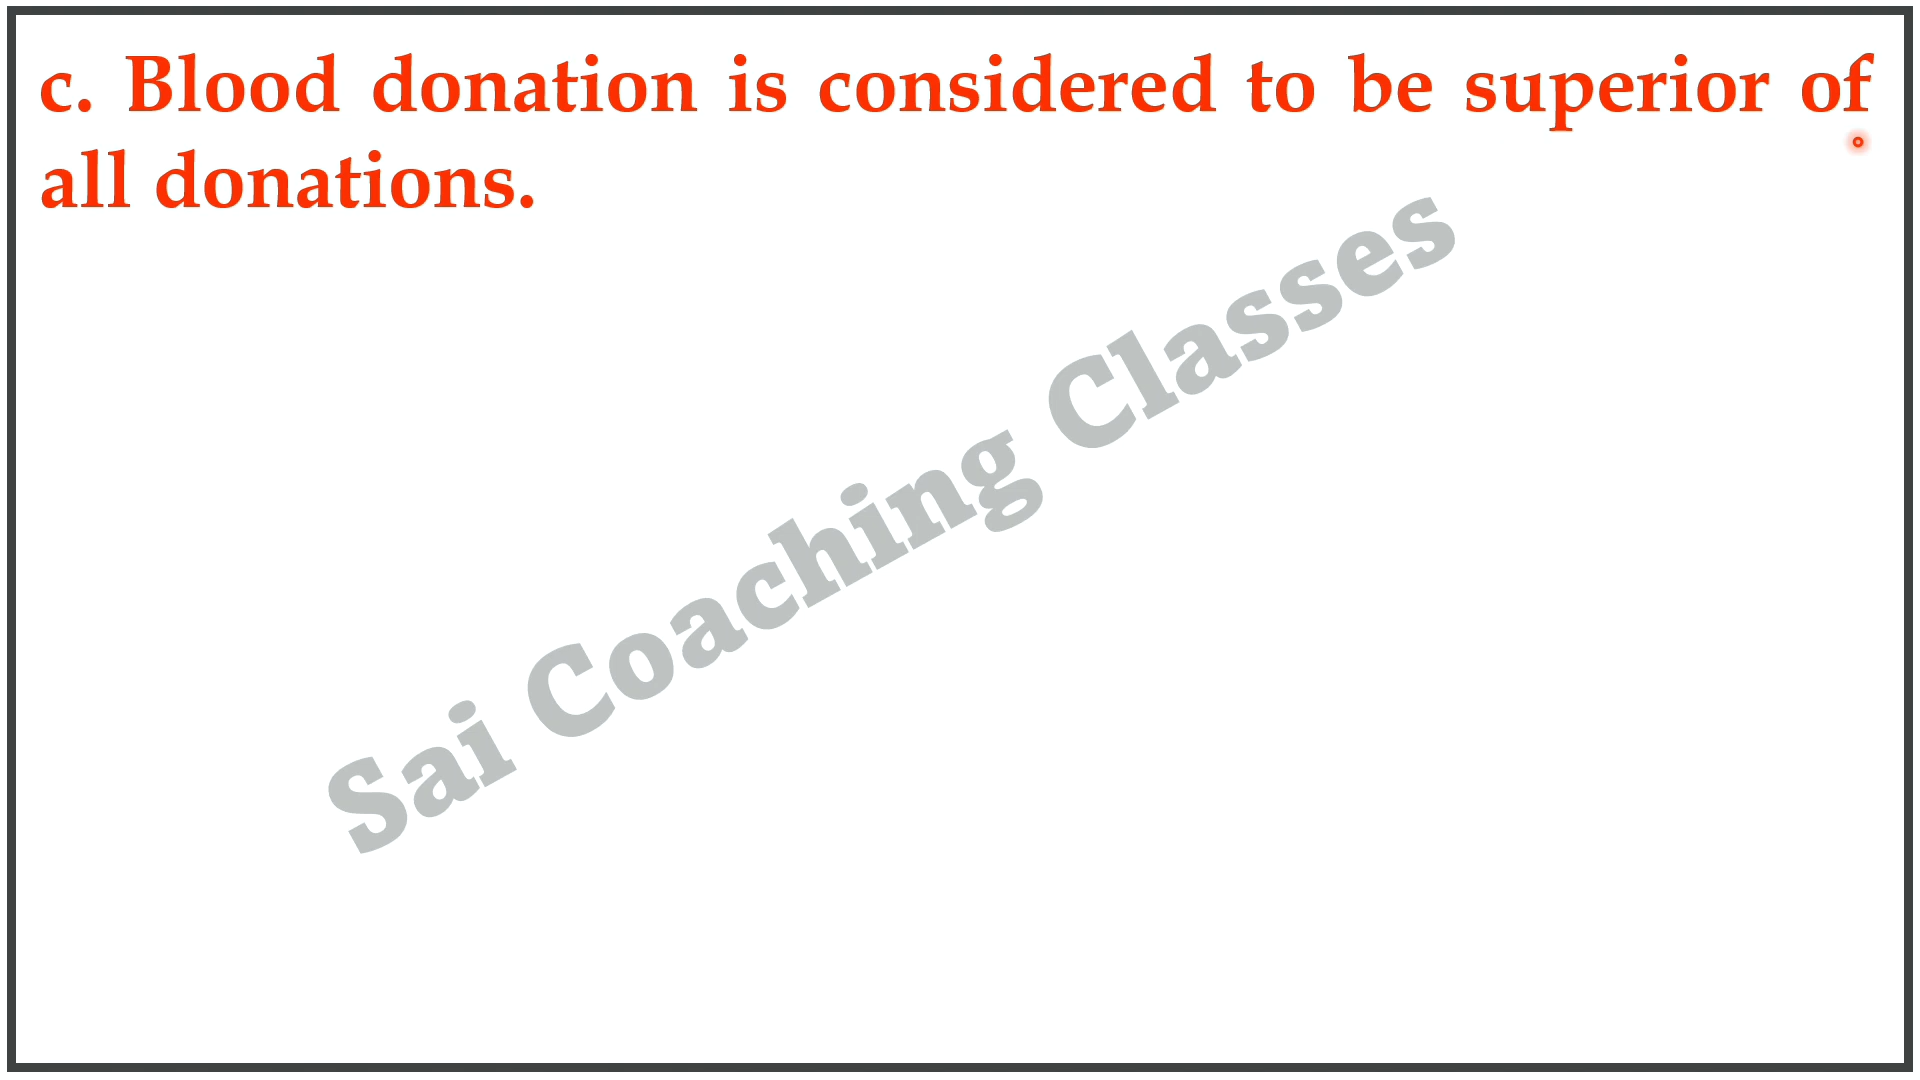 c. Blood donation is considered to be superior of
all donations.
Sai Coaching Classes